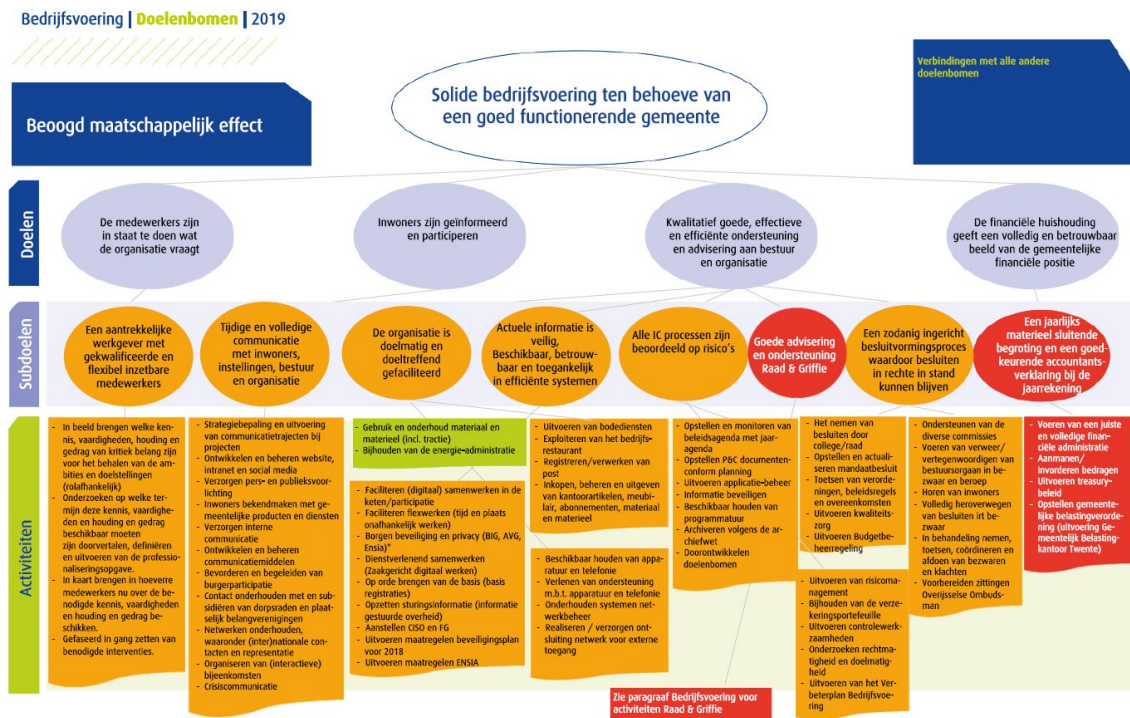 Bedrijfsvoering | Doelenbomen | 2019
Beoogd maatschappelijk effect
Solide bedrijfsvoering ten behoeve van
een goed functionerende gemeente
Verbindingen met alle andere
doelenbomen
Doelen
De medewerkers zijn
in staat te doen wat
de organisatie vraagt
Inwoners zijn geïnformeerd
en participeren
Kwalitatief goede, effectieve
en efficiënte ondersteuning
en advisering aan bestuur
en organisatie
De financiële huishouding
geeft een volledig en betrouwbaar
beeld van de gemeentelijke
financiële positie
Subdoelen
Een aantrekkelijke
werkgever met
gekwalificeerde en
flexibel inzetbare
medewerkers
Tijdige en volledige
communicatie
met inwoners,
instellingen, bestuur
en organisatie
De organisatie is
doelmatig en
doeltreffend
gefaciliteerd
Actuele informatie is
veilig,
Beschikbaar, betrouw-
baar en toegankelijk
in efficiënte systemen
Alle IC processen zijn
beoordeeld op risico's
Goede advisering
en ondersteuning
Raad & Griffie
Een zodanig ingericht
besluitvormingsproces
waardoor besluiten
in rechte in stand
kunnen blijven
Een jaarlijks
materieel sluitende
begroting en een goed-
keurende accountants-
verklaring bij de
jaarrekening
Activiteiten
- In beeld brengen welke ken-
nis, vaardigheden, houding en
gedrag van kritiek belang zijn
voor het behalen van de am-
bities en doelstellingen
(rolafhankelijk)
- Onderzoeken op welke ter-
mijn deze kennis, vaardighe-
den en houding en gedrag
beschikbaar moeten
zijn doorvertalen, definiëren
en uitvoeren van de professio-
naliseringsopgave.
- In kaart brengen in hoeverre
medewerkers nu over de be-
nodigde kennis, vaardigheden
en houding en gedrag be-
schikken.
- Gefaseerd in gang zetten van
benodigde interventies.
- Strategiebepaling en uitvoering
van communicatietrajecten bij
projecten
- Ontwikkelen en beheren website,
intranet en social media
- Verzorgen pers- en publieksvoor-
lichting
- Inwoners bekendmaken met ge-
meentelijke producten en diensten
- Verzorgen interne
communicatie
- Ontwikkelen en beheren
communicatiemiddelen
- Bevorderen en begeleiden van
burgerparticipatie
- Contact onderhouden met en sub-
sidiëren van dorpsraden en plaat-
selijk belangverenigingen
- Netwerken onderhouden,
waaronder (inter)nationale con-
tacten en representatie
- Organiseren van (interactieve)
bijeenkomsten
- Crisiscommunicatie
- Gebruik en onderhoud materiaal en
materieel (incl. tractie)
- Bijhouden van de energie-administratie
- Faciliteren (digitaal) samenwerken in de
keten/participatie
- Faciliteren flexwerken (tijd en
plaats onafhankelijk werken)
- Borgen beveiliging en privacy (BIG, AVG,
Ensia)*
- Dienstverlenend samenwerken
(Zaakgericht digitaal werken)
- Op orde brengen van de basis (basis
registraties)
- Opzetten sturingsinformatie (informatie
gestuurde overheid)
- Aanstellen CISO en FG
- Uitvoeren maatregelen beveiligingsplan
voor 2018
- Uitvoeren maatregelen ENSIA
- Uitvoeren van bodediensten
- Exploiteren van het bedrijfs-
restaurant
- Registreren/verwerken van
post
- Inkopen, beheren en uitgeven
van kantoorartikelen, meubi-
lair, abonnementen, materiaal
en materieel
- Beschikbaar houden van appa-
ratuur en telefonie
- Verlenen van ondersteuning
m.b.t. apparatuur en telefonie
- Onderhouden systemen net-
werkbeheer
- Realiseren / verzorgen ont-
sluiting netwerk voor externe
toegang
- Opstellen en monitoren van
beleidsagenda met jaar-
agenda
- Opstellen P&C documenten-
conform planning
- Uitvoeren applicatie-beheer
- Informatie beveiligen
- Beschikbaar houden van
programmatuur
- Archiveren volgens de ar-
chiefwet
- Doorontwikkelen
doelenbomen
Zie paragraaf Bedrijfsvoering voor
activiteiten Raad & Griffie
- Het nemen van
besluiten door
college/raad
- Opstellen en actuali-
seren mandaatbesluit
- Toetsen van verorde-
ningen, beleidsregels
en overeenkomsten
- Uitvoeren kwaliteits-
zorg
- Uitvoeren Budgetbe-
heerregeling
- Uitvoeren van risicoma-
nagement
- Bijhouden van de verze-
keringsportefeuille
- Uitvoeren controlewerk-
zaamheden
- Onderzoeken rechtma-
tigheid en doelmatig-
heid
- Uitvoeren van het Ver-
beterplan Bedrijfsvoe-
ring
- Ondersteunen van de
diverse commissies
- Voeren van verweer/
vertegenwoordigen van
bestuursorgaan in be-
zwaar en beroep
- Horen van inwoners
- Volledig heroverwegen
van besluiten irt be-
zwaar
- In behandeling nemen,
toetsen, coördineren en
afdoen van bezwaren en
klachten
- Voorbereiden zittingen
Overijsselse Ombuds-
man
- Voeren van een juiste
en volledige finan-
ciële administratie
- Aanmanen/
invorderen bedragen
- Uitvoeren treasury-
beleid
- Opstellen gemeente-
lijke belastingverorde-
ning (uitvoering Ge-
meentelijk Belasting-
kantoor Twente)